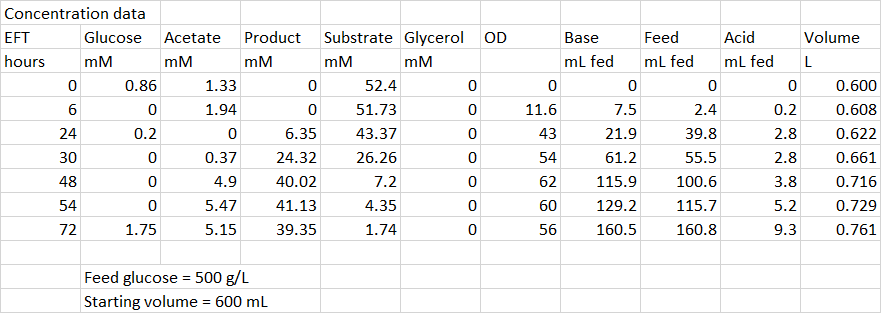 Concentration data
EFT Glucose Acetate Product Substrate Glycerol OD Base Feed Acid Volume
hours mM mM mM mM mM mL fed mL fed mL fed L
0 0.86 1.33 0 52.4 0 0 0 0 0 0.600
6 0 1.94 0 51.73 0 11.6 7.5 2.4 0.2 0.608
24 0.2 0 6.35 43.37 0 43 21.9 39.8 2.8 0.622
30 0 0.37 24.32 26.26 0 54 61.2 55.5 2.8 0.661
48 0 4.9 40.02 7.2 0 62 115.9 100.6 3.8 0.716
54 0 5.47 41.13 4.35 0 60 129.2 115.7 5.2 0.729
72 1.75 5.15 39.35 1.74 0 56 160.5 160.8 9.3 0.761
Feed glucose = 500 g/L
Starting volume = 600 mL